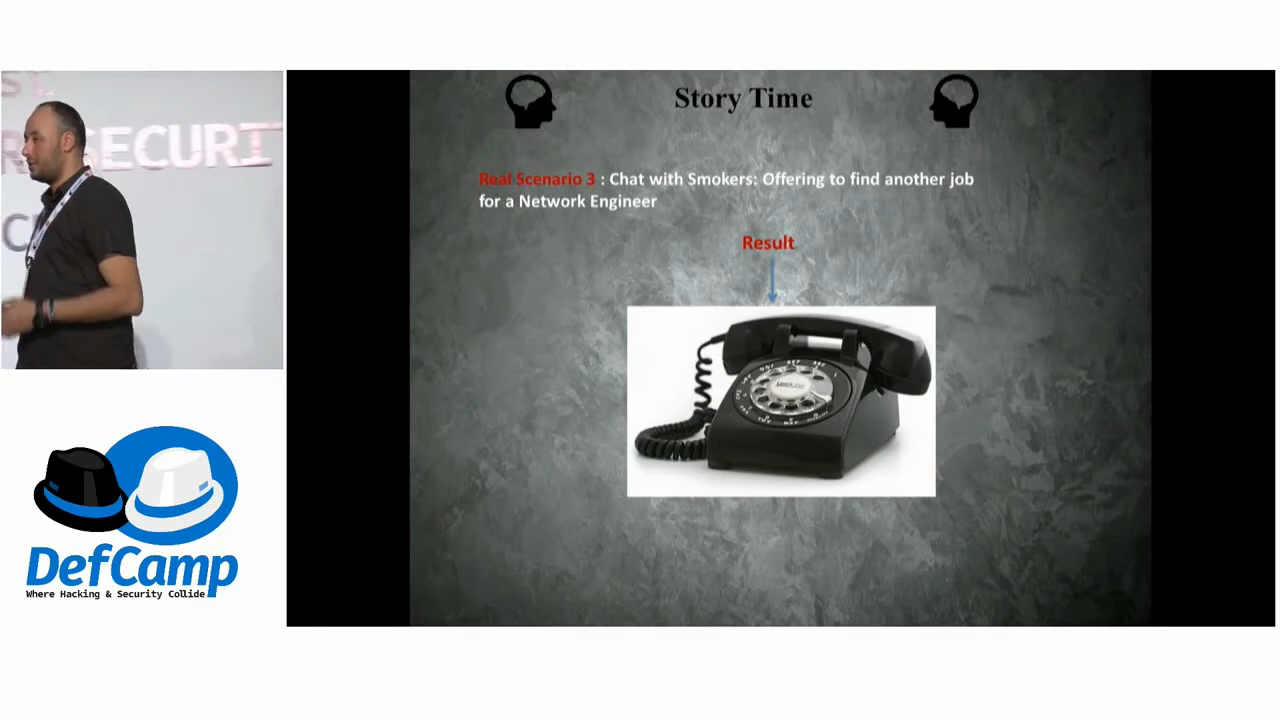 SECURI
Story Time
Real Scenario 3 : Chat with Smokers: Offering to find another job
for a Network Engineer
Result
DefCamp
Where Hacking & Security Collide